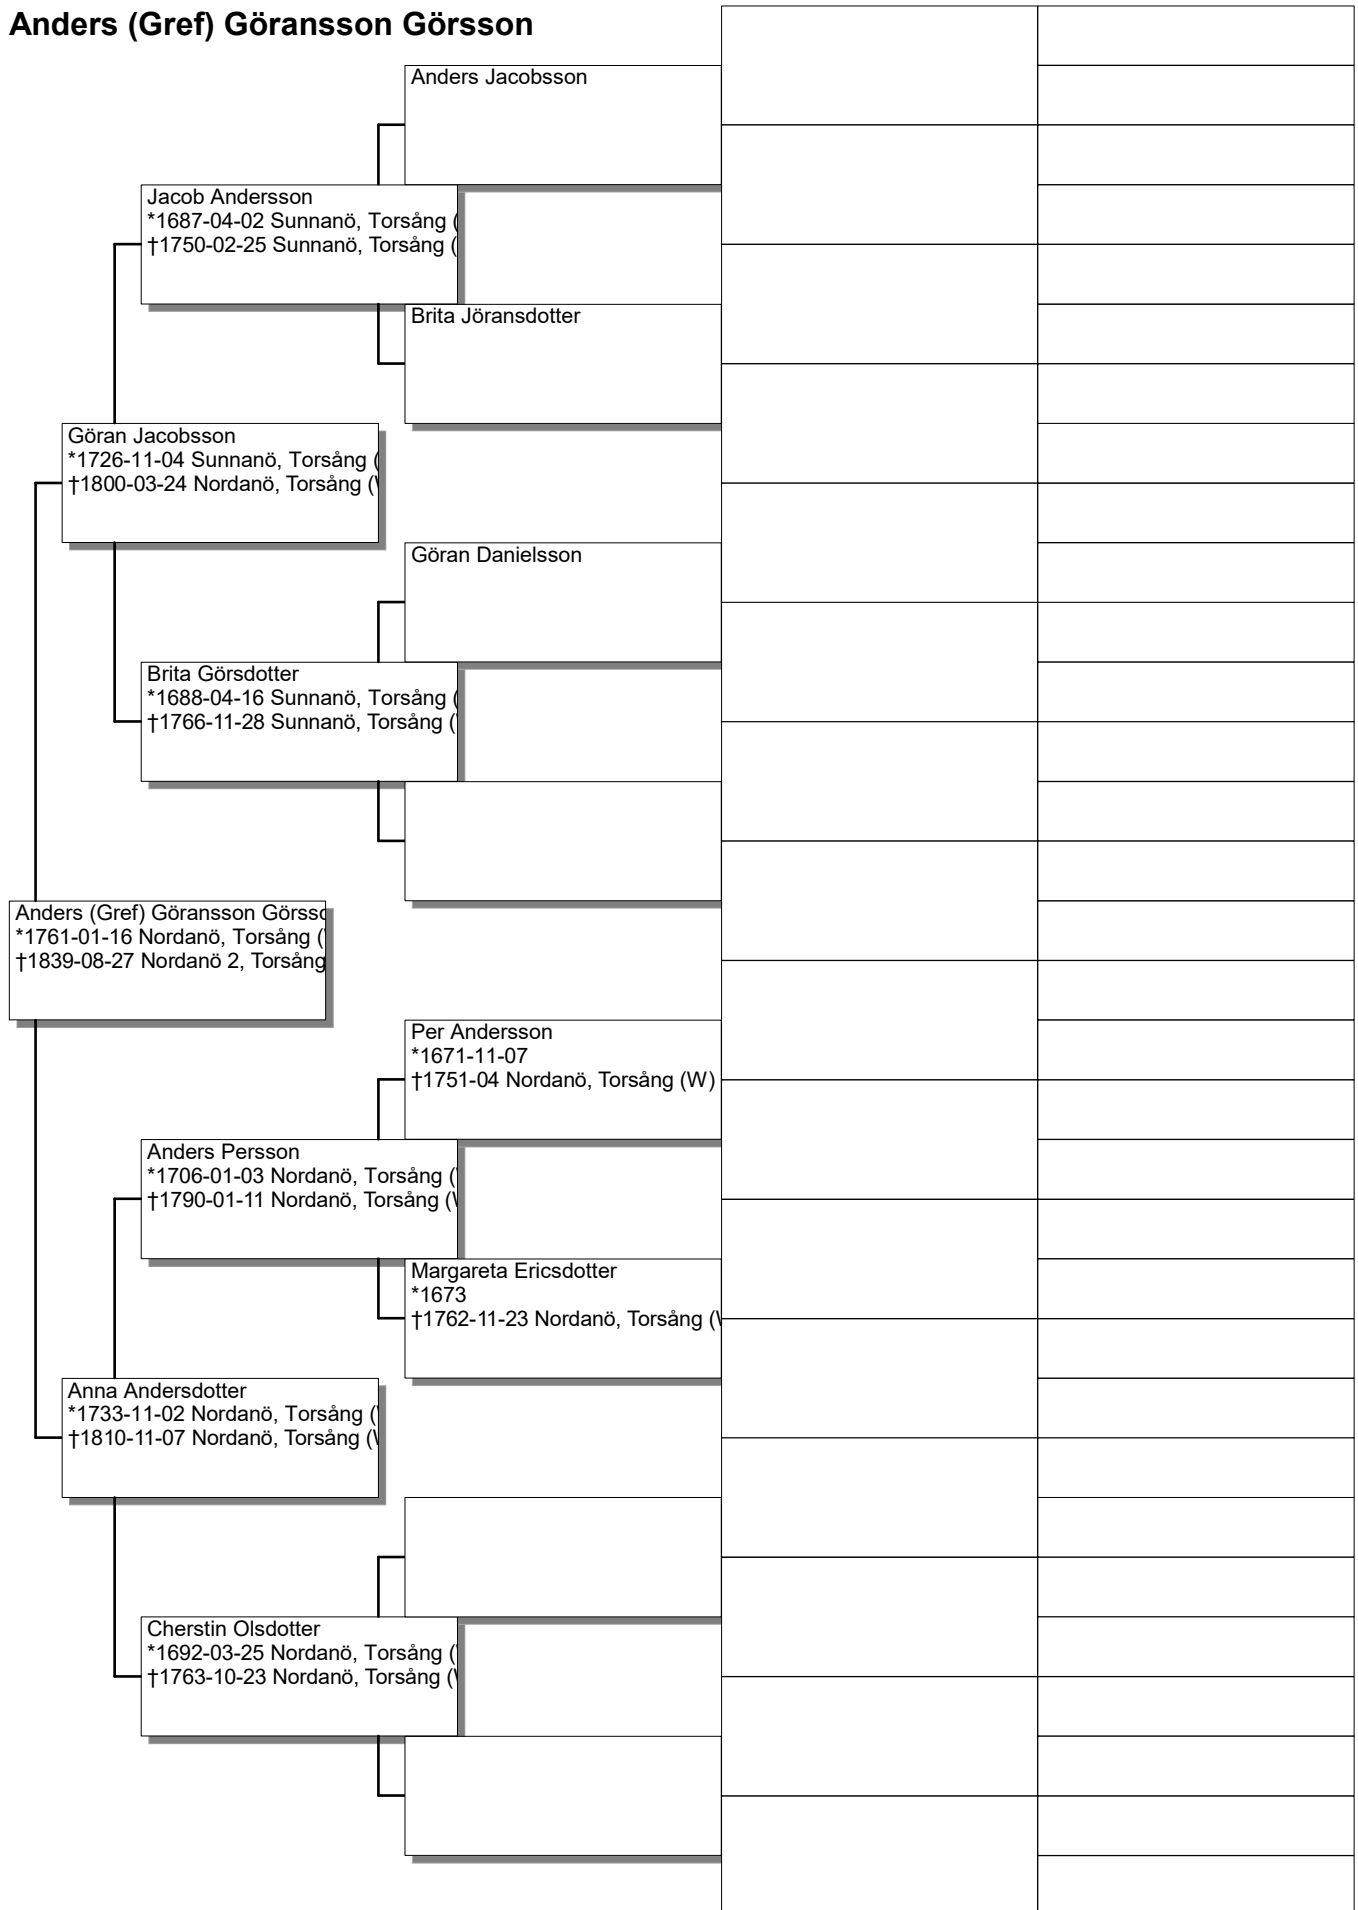 Anders (Gref) Göransson Görsson
Anders Jacobsson
Jacob Andersson
*1687-04-02 Sunnanö, Torsång (
†1750-02-25 Sunnanö, Torsång (
Brita Jöransdotter
Göran Jacobsson
*1726-11-04 Sunnanö, Torsång (
†1800-03-24 Nordanö, Torsång (
Göran Danielsson
Brita Görsdotter
*1688-04-16 Sunnanö, Torsång (
†1766-11-28 Sunnanö, Torsång (
Anders (Gref) Göransson Görsso
*1761-01-16 Nordanö, Torsång (
†1839-08-27 Nordanö 2, Torsång
Per Andersson
*1671-11-07
†1751-04 Nordanö, Torsång (W)
Anders Persson
*1706-01-03 Nordanö, Torsång (
†1790-01-11 Nordanö, Torsång (
Margareta Ericsdotter
*1673
†1762-11-23 Nordanö, Torsång (
Anna Andersdotter
*1733-11-02 Nordanö, Torsång (
†1810-11-07 Nordanö, Torsång (
Cherstin Olsdotter
*1692-03-25 Nordanö, Torsång (
†1763-10-23 Nordanö, Torsång (